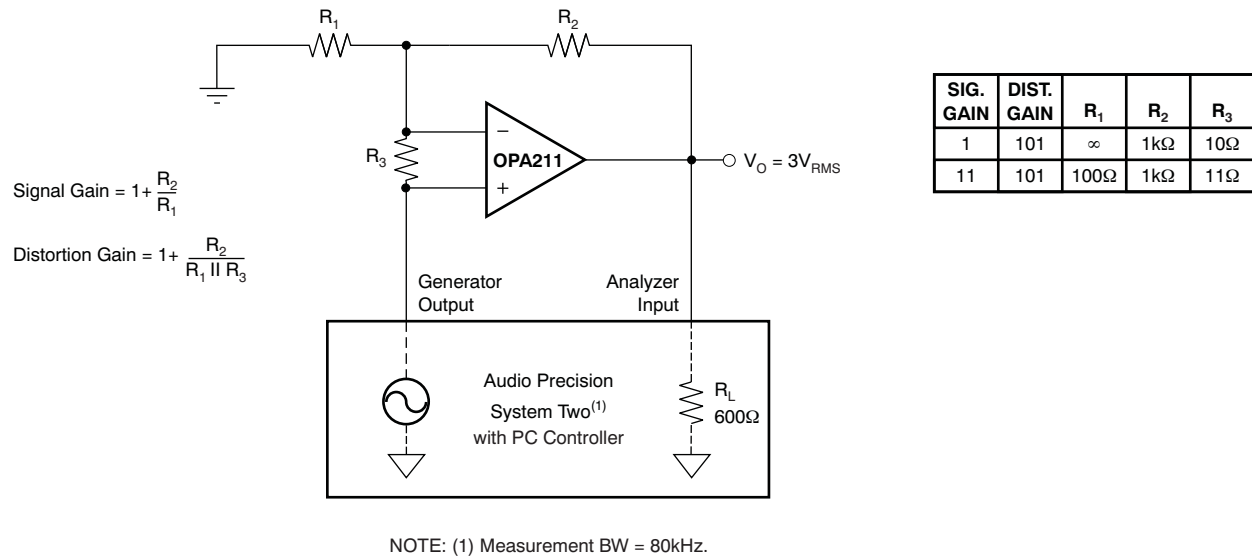 R1
R2
R3
−
OPA211
+
VO = 3VRMS
Signal Gain = 1+ R2 / R1
Distortion Gain = 1+ R2 / R1 II R3
Generator
Output
Analyzer
Input
Audio Precision
System Two(1)
with PC Controller
RL
600Ω
SIG. GAIN DIST. GAIN R1 R2 R3
1 101 ∞ 1kΩ 10Ω
11 101 100Ω 1kΩ 11Ω
NOTE: (1) Measurement BW = 80kHz.